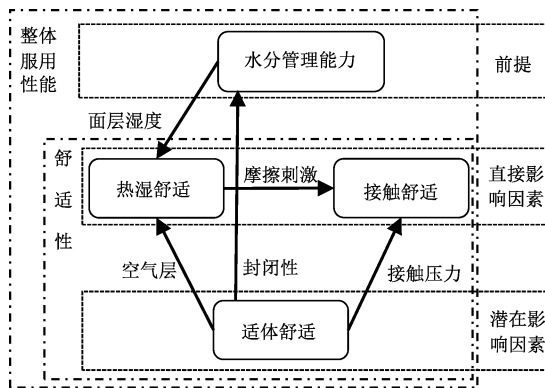 整体
服用
性能
水分管理能力
前提
面层湿度
舒
适
性
热湿舒适
摩擦刺激
接触舒适
直接影
响因素
空气层
封闭性
接触压力
适体舒适
潜在影
响因素